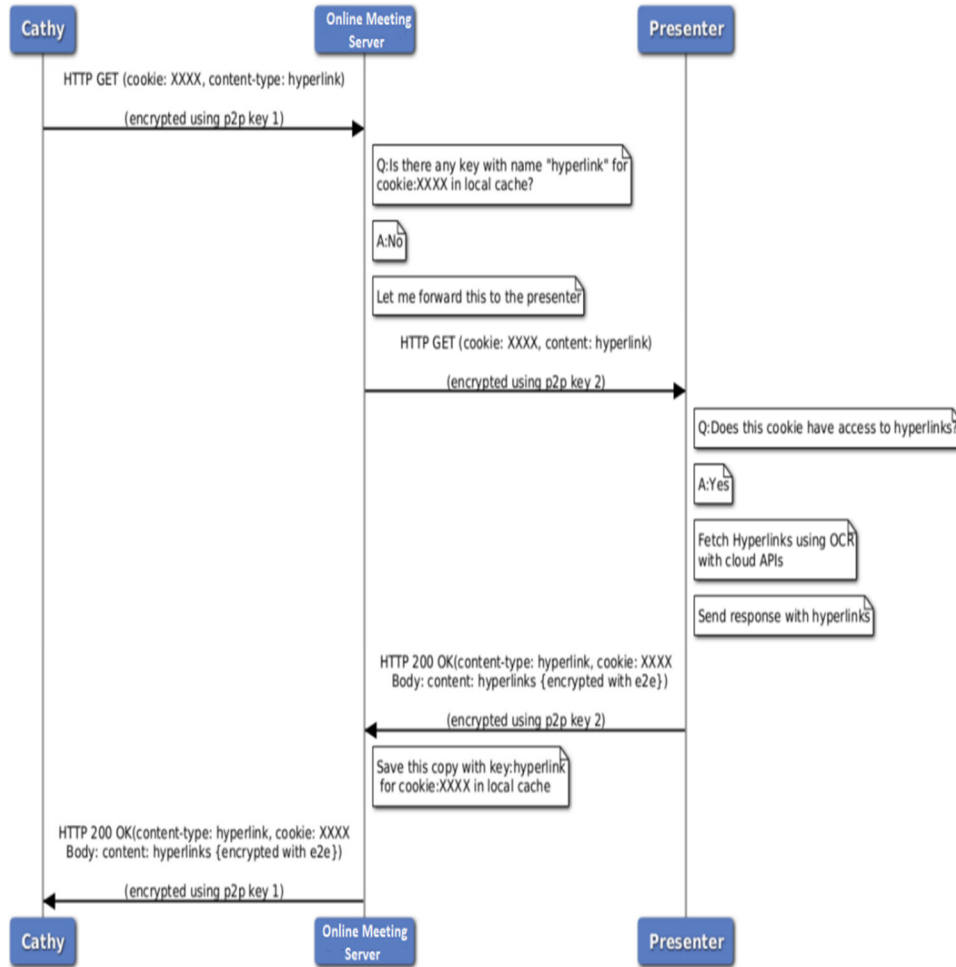 Cathy
Online Meeting
Server
Presenter
HTTP GET (cookie: XXXX, content-type: hyperlink)
(encrypted using p2p key 1)
Q:Is there any key with name "hyperlink" for
cookie:XXXX in local cache?
A:No
Let me forward this to the presenter
HTTP GET (cookie: XXXX, content: hyperlink)
(encrypted using p2p key 2)
Q:Does this cookie have access to hyperlinks?
A:Yes
Fetch Hyperlinks using OCR
with cloud APIs
Send response with hyperlinks
HTTP 200 OK(content-type: hyperlink, cookie: XXXX
Body: content: hyperlinks {encrypted with e2e})
(encrypted using p2p key 2)
Save this copy with key:hyperlink
for cookie:XXXX in local cache
HTTP 200 OK(content-type: hyperlink, cookie: XXXX
Body: content: hyperlinks {encrypted with e2e})
(encrypted using p2p key 1)
Cathy
Online Meeting
Server
Presenter